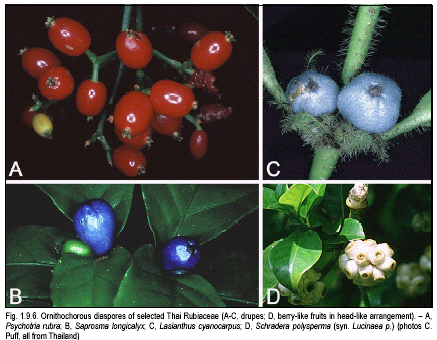 A
C
B
D
Fig. 1.9.6. Ornithochorous diaspores of selected Thai Rubiaceae (A-C, drupes; D, berry-like fruits in head-like arrangement). – A,
Psychotria rubra; B, Saprosma longicalyx; C, Lasianthus cyanocarpus; D, Schradera polysperma (syn. Lucinaea p.) (photos C.
Puff, all from Thailand)